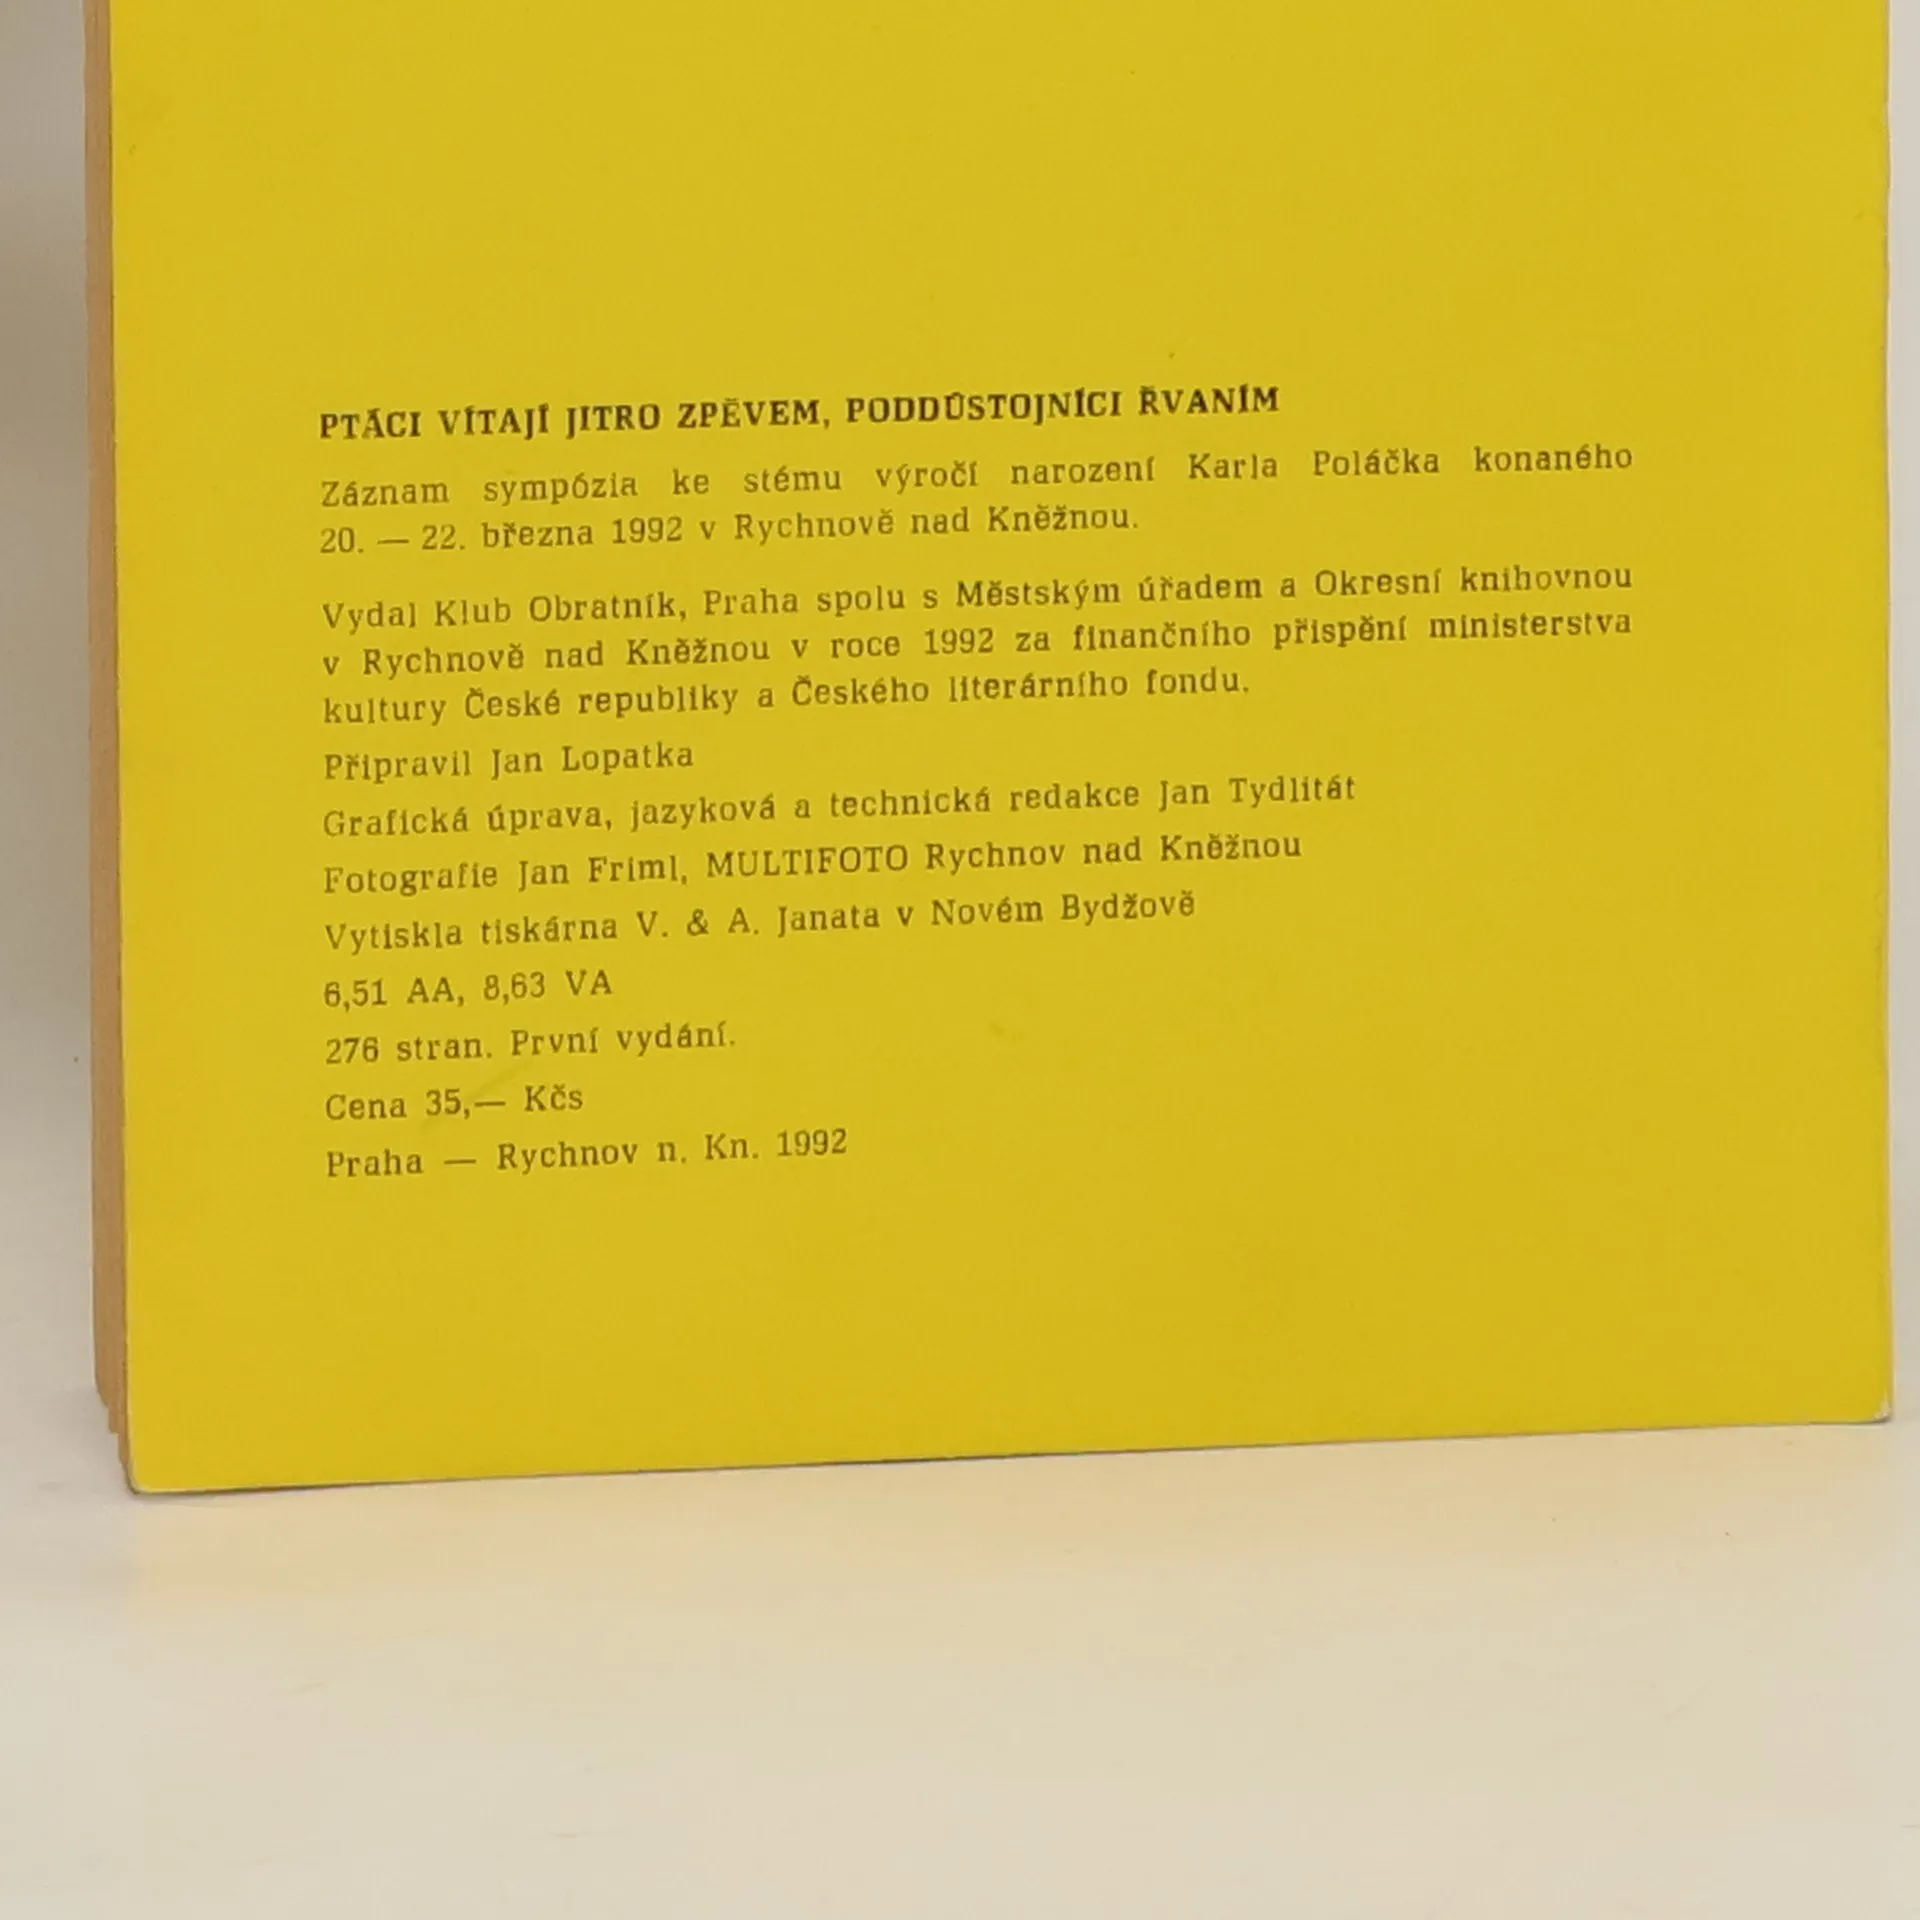 PTÁCI VÍTAJÍ JITRO ZPĚVEM, PODDŮSTOJNÍCI ŘVANÍM
Záznam sympózia ke stému výročí narození Karla Poláčka konaného
20. — 22. března 1992 v Rychnově nad Kněžnou.
Vydal Klub Obratník, Praha spolu s Městským úřadem a Okresní knihovnou
v Rychnově nad Kněžnou v roce 1992 za finančního přispění ministerstva
kultury České republiky a Českého literárního fondu.
Připravil Jan Lopatka
Grafická úprava, jazyková a technická redakce Jan Tydlitát
Fotografie Jan Friml, MULTIFOTO Rychnov nad Kněžnou
Vytiskla tiskárna V. & A. Janata v Novém Bydžově
6,51 AA, 8,63 VA
276 stran. První vydání.
Cena 35,— Kčs
Praha — Rychnov n. Kn. 1992